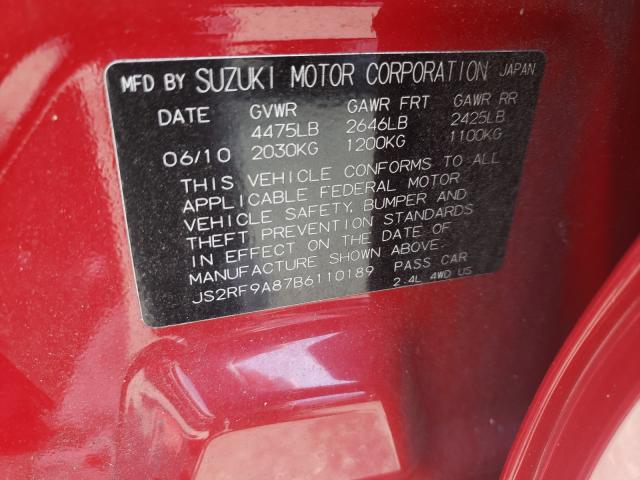 MFD BY SUZUKI MOTOR CORPORATION JAPAN
DATE GVWR GAWR FRT GAWR RR
4475LB 2646LB 2425LB
06/10 2030KG 1200KG 1100KG
THIS VEHICLE CONFORMS TO ALL
APPLICABLE FEDERAL MOTOR
VEHICLE SAFETY, BUMPER AND
THEFT PREVENTION STANDARDS
IN EFFECT ON THE DATE OF
MANUFACTURE SHOWN ABOVE.
JS2RF9A87B6110189 PASS CAR
2.4L 4WD US